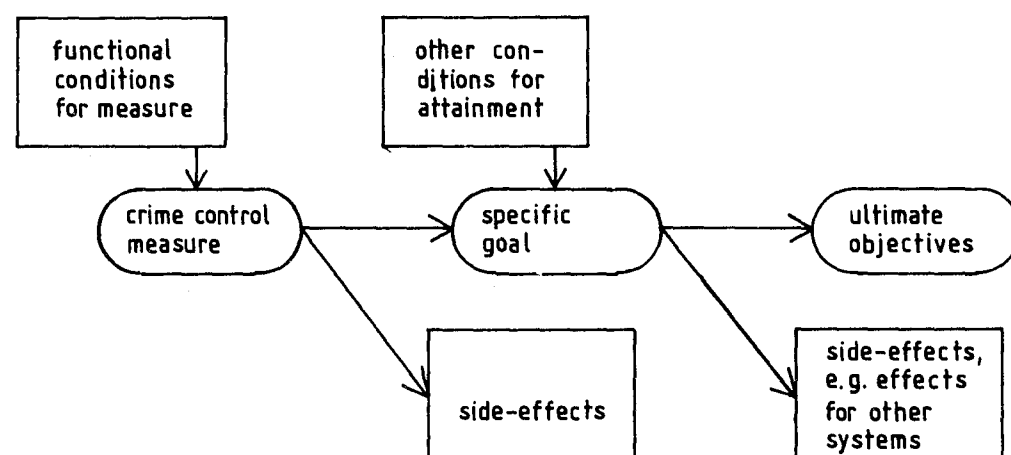 functional
conditions
for measure
other con-
ditions for
attainment
crime control
measure
specific
goal
ultimate
objectives
side-effects
side-effects,
e.g. effects
for other
systems